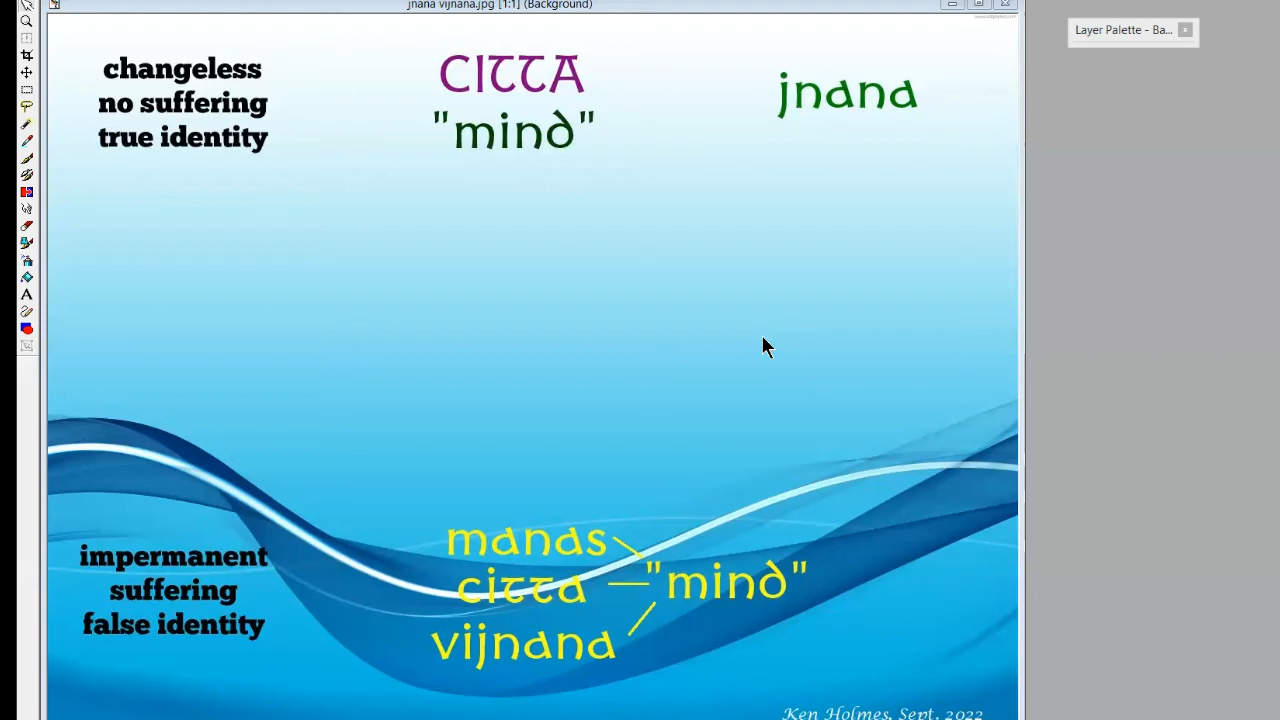 jnana vijnana.jpg [1:1] (Background)
Layer Palette - Ba...
changeless
no suffering
true identity
CITTA
"mind"
jnana
impermanent
suffering
false identity
manas
citta
"mind"
vijnana
Ken Holmes, Sept. 2022